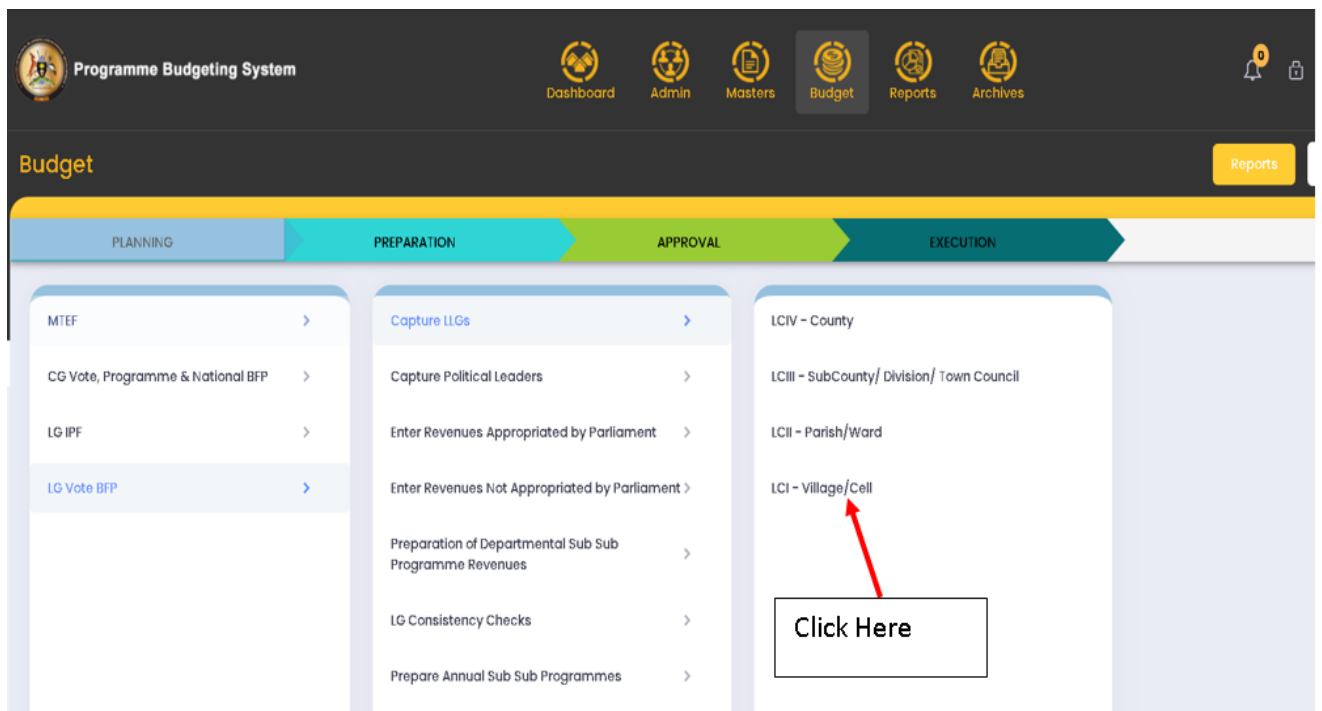 Programme Budgeting System
Dashboard
Admin
Masters
Budget
Reports
Archives
0
Budget
Reports
PLANNING
PREPARATION
APPROVAL
EXECUTION
MTEF
CG Vote, Programme & National BFP
LG IPF
LG Vote BFP
Capture LLGs
Capture Political Leaders
Enter Revenues Appropriated by Parliament
Enter Revenues Not Appropriated by Parliament
Preparation of Departmental Sub Sub
Programme Revenues
LG Consistency Checks
Prepare Annual Sub Sub Programmes
LCIV - County
LCIII - SubCounty/ Division/ Town Council
LCII - Parish/Ward
LCI - Village/Cell
Click Here